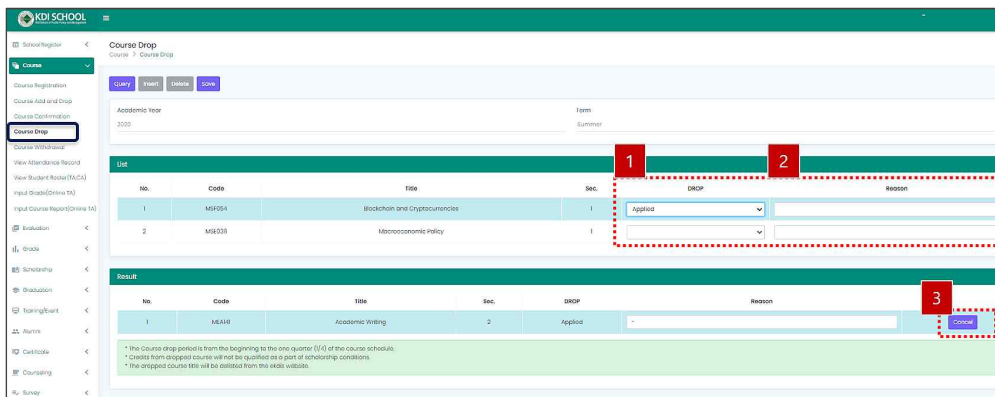 KDI SCHOOL
School Register
Course
Course Registration
Course Add and Drop
Course Confirmation
Course Drop
Course Withdrawal
View Attendance Record
View Student Roster(TA,CA)
Input Grade(Online TA)
Input Course Report(Online TA)
Evaluation
Grade
Scholarship
Graduation
Training/Event
Alumni
Certificate
Counseling
Survey
Course Drop
Course > Course Drop
Query Insert Delete Save
Academic Year Term
2020 Summer
1 2
List
No. Code Title Sec. DROP Reason
1 MSF054 Blockchain and Cryptocurrencies 1 Applied
2 Macroeconomic Policy 1
Result
3
No. Code Title Sec. DROP Reason
1 Academic Writing 2 Applied - Cancel
* The Course drop period is from the beginning to the one quarter (1/4) of the course schedule.
* Credits from dropped course will not be qualified as a part of scholarship conditions.
* The dropped course title will be delisted from the ekdis website.